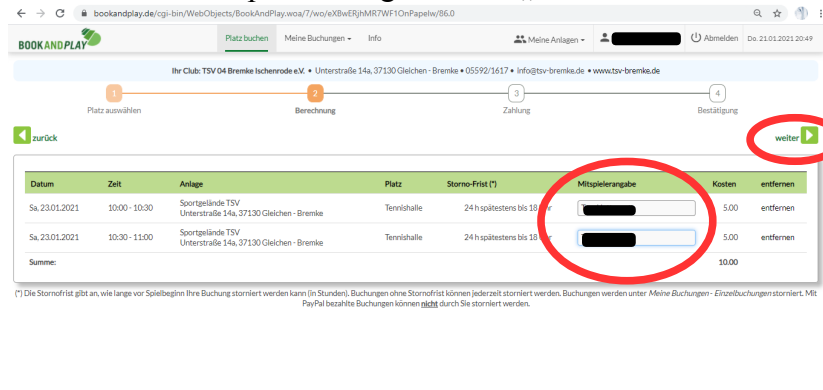 bookandplay.de/cgi-bin/WebObjects/BookAndPlay.woa/7/wo/eXBwERjhMR7WF1OnPapelw/86.0
BOOK AND PLAY Platz buchen Meine Buchungen Info Meine Anlagen Abmelden Do. 21.01.2021 20:49
Ihr Club: TSV 04 Bremke Ischenrode e.V. • Unterstraße 14a, 37130 Gleichen - Bremke • 05592/1617 • info@tsv-bremke.de • www.tsv-bremke.de
1 2 3 4
Platz auswählen Berechnung Zahlung Bestätigung
zurück weiter
Datum Zeit Anlage Platz Storno-Frist (*) Mitspielerangabe Kosten entfernen
Sa, 23.01.2021 10:00 - 10:30 Sportgelände TSV Tennishalle 24 h spätestens bis 18 5.00 entfernen
Unterstraße 14a, 37130 Gleichen - Bremke
Sa, 23.01.2021 10:30 - 11:00 Sportgelände TSV Tennishalle 24 h spätestens bis 18 5.00 entfernen
Unterstraße 14a, 37130 Gleichen - Bremke
Summe: 10.00
(*) Die Stornofrist gibt an, wie lange vor Spielbeginn Ihre Buchung storniert werden kann (in Stunden). Buchungen ohne Stornofrist können jederzeit storniert werden. Buchungen werden unter Meine Buchungen - Einzelbuchungen storniert. Mit
PayPal bezahlte Buchungen können nicht durch Sie storniert werden.